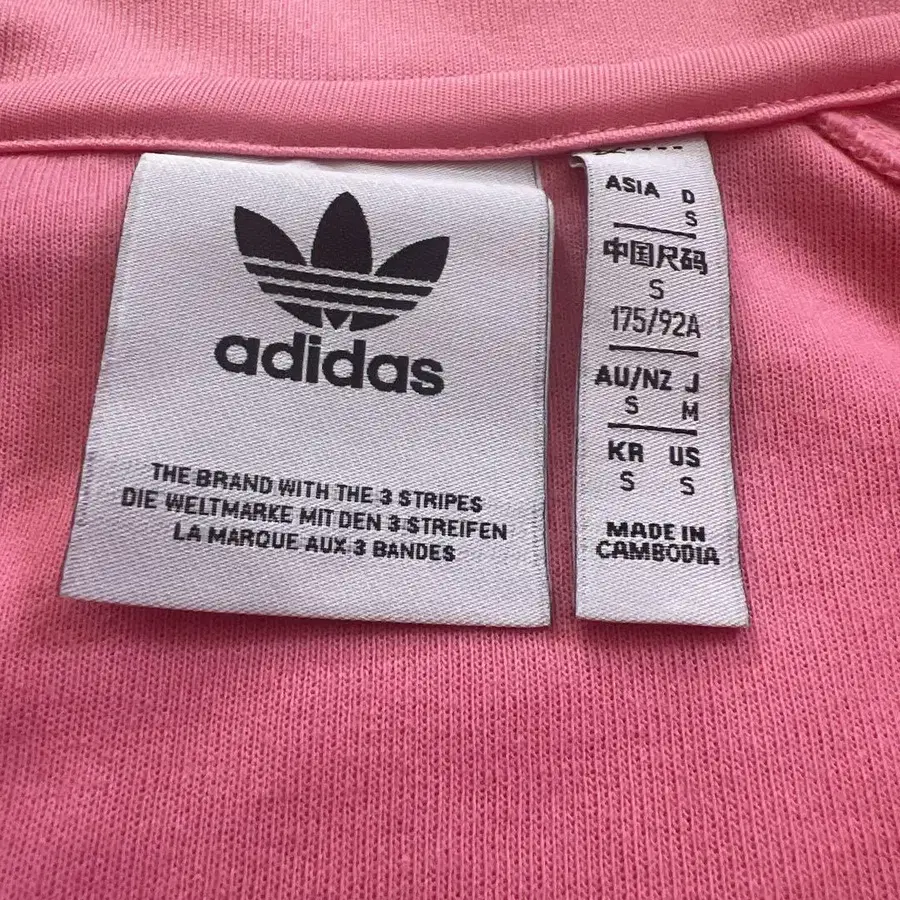 adidas
THE BRAND WITH THE 3 STRIPES
DIE WELTMARKE MIT DEN 3 STREIFEN
LA MARQUE AUX 3 BANDES
ASIA D
S
中国尺码
S
175/92A
AU/NZ J
S M
KR US
S S
MADE IN
CAMBODIA